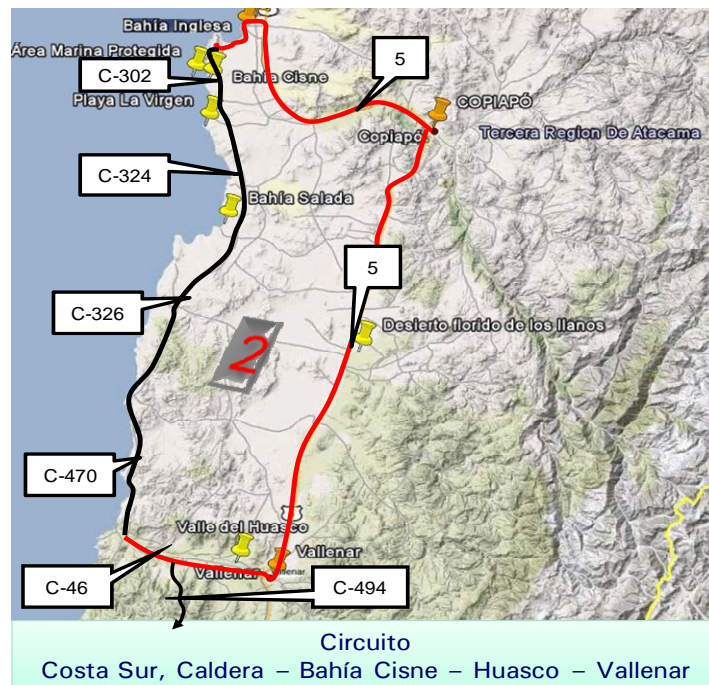 Bahía Inglesa
Área Marina Protegida
5
C-302
Bahía Cisne
Playa La Virgen
COPIAPÓ
Copiapó
Tercera Region De Atacama
C-324
Bahía Salada
5
C-326
Desierto florido de los llanos
2
C-470
Valle del Huasco
Vallenar
Vallenar
Vallenar
C-46
C-494
Circuito
Costa Sur, Caldera – Bahía Cisne – Huasco – Vallenar